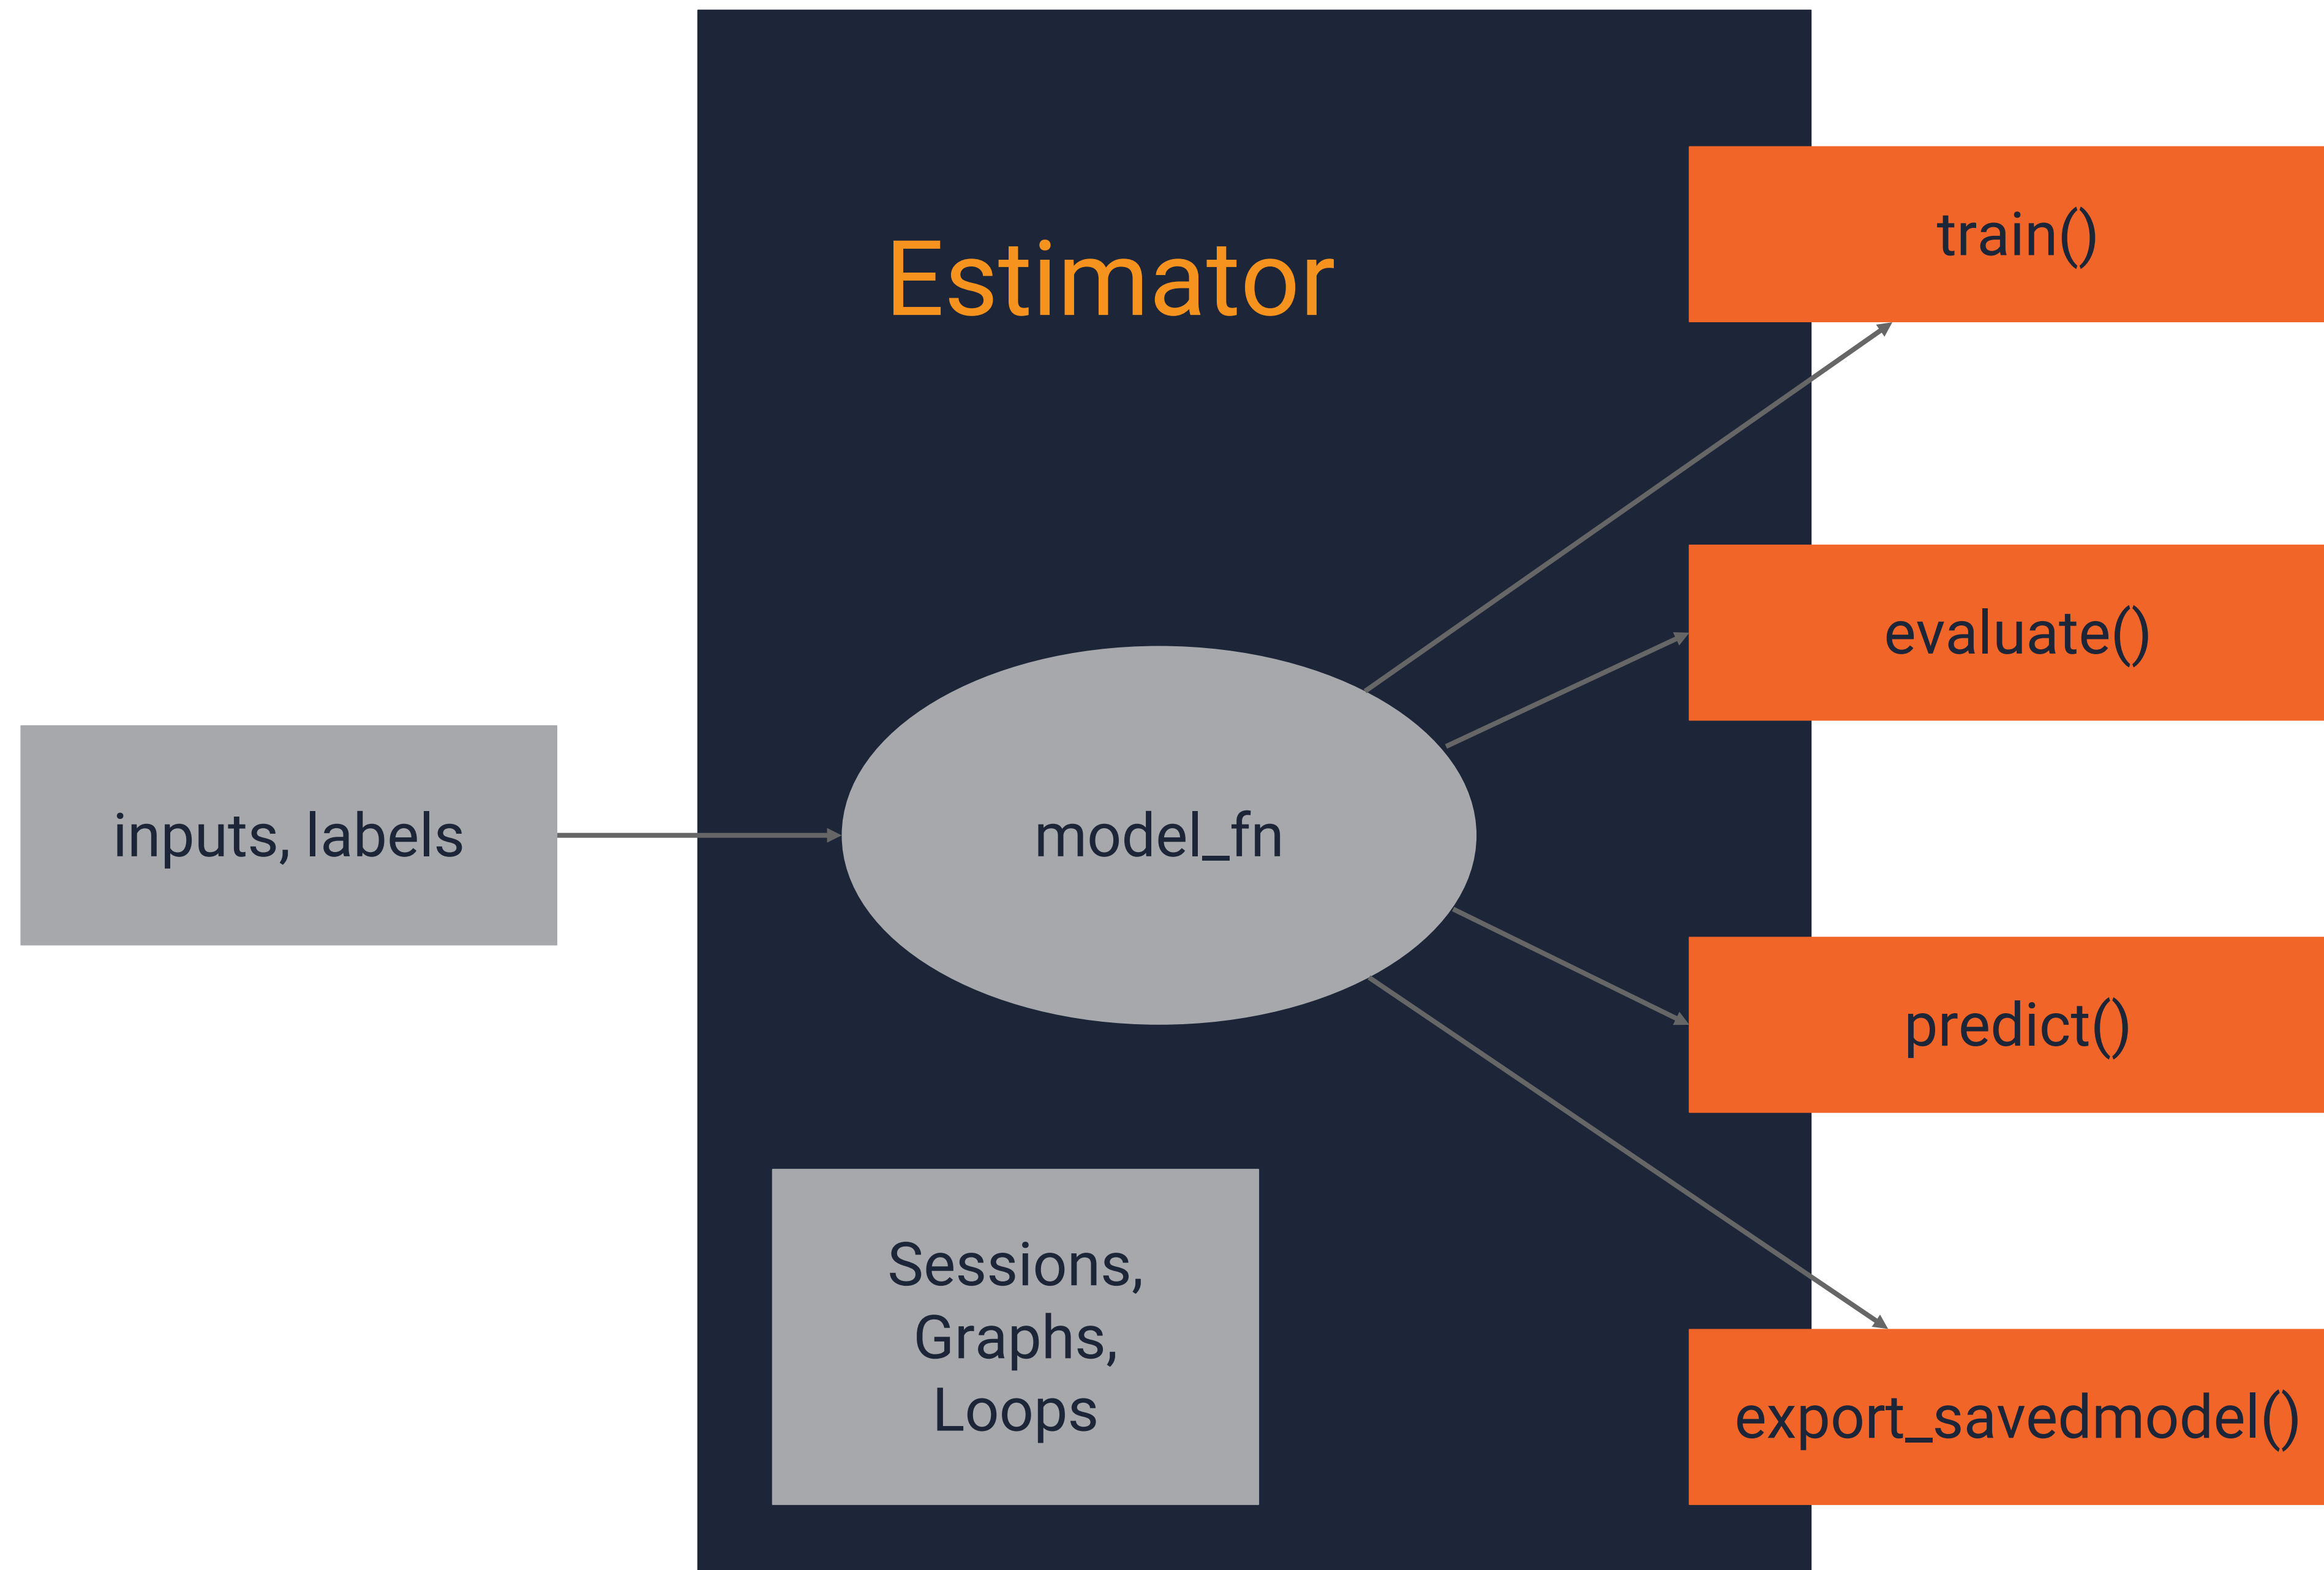 Estimator
inputs, labels
model_fn
Sessions,
Graphs,
Loops
train()
evaluate()
predict()
export_savedmodel()